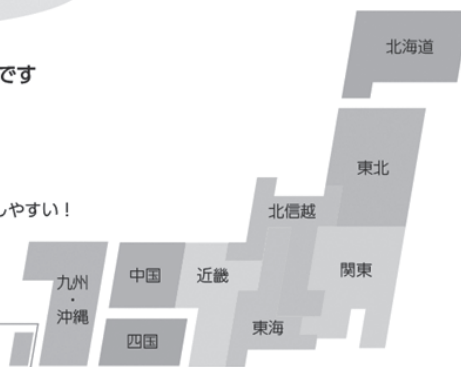 北海道
です
東北
しやすい！
北信越
関東
九州
・
沖縄
中国
近畿
四国
東海